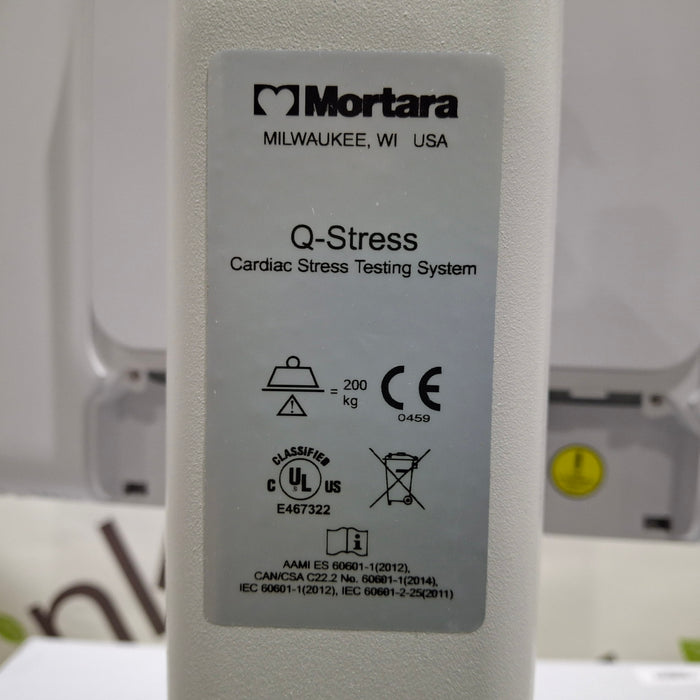 Mortara
MILWAUKEE, WI USA
Q-Stress
Cardiac Stress Testing System
= 200
kg
CE
0459
CLASSIFIED
C UL US
E467322
i
AAMI ES 60601-1(2012),
CAN/CSA C22.2 No. 60601-1(2014),
IEC 60601-1(2012), IEC 60601-2-25(2011)